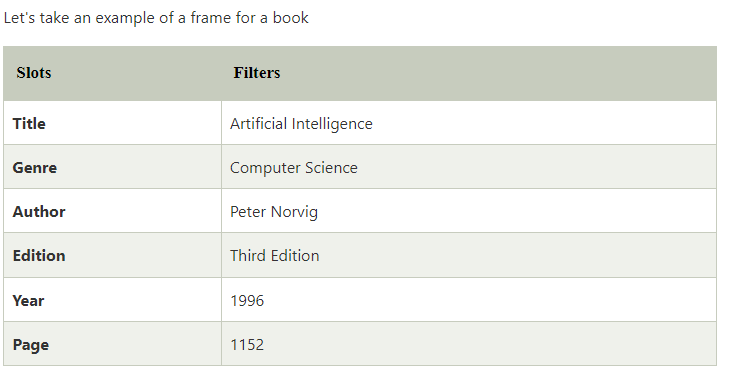 Let's take an example of a frame for a book
Slots Filters
Title Artificial Intelligence
Genre Computer Science
Author Peter Norvig
Edition Third Edition
Year 1996
Page 1152